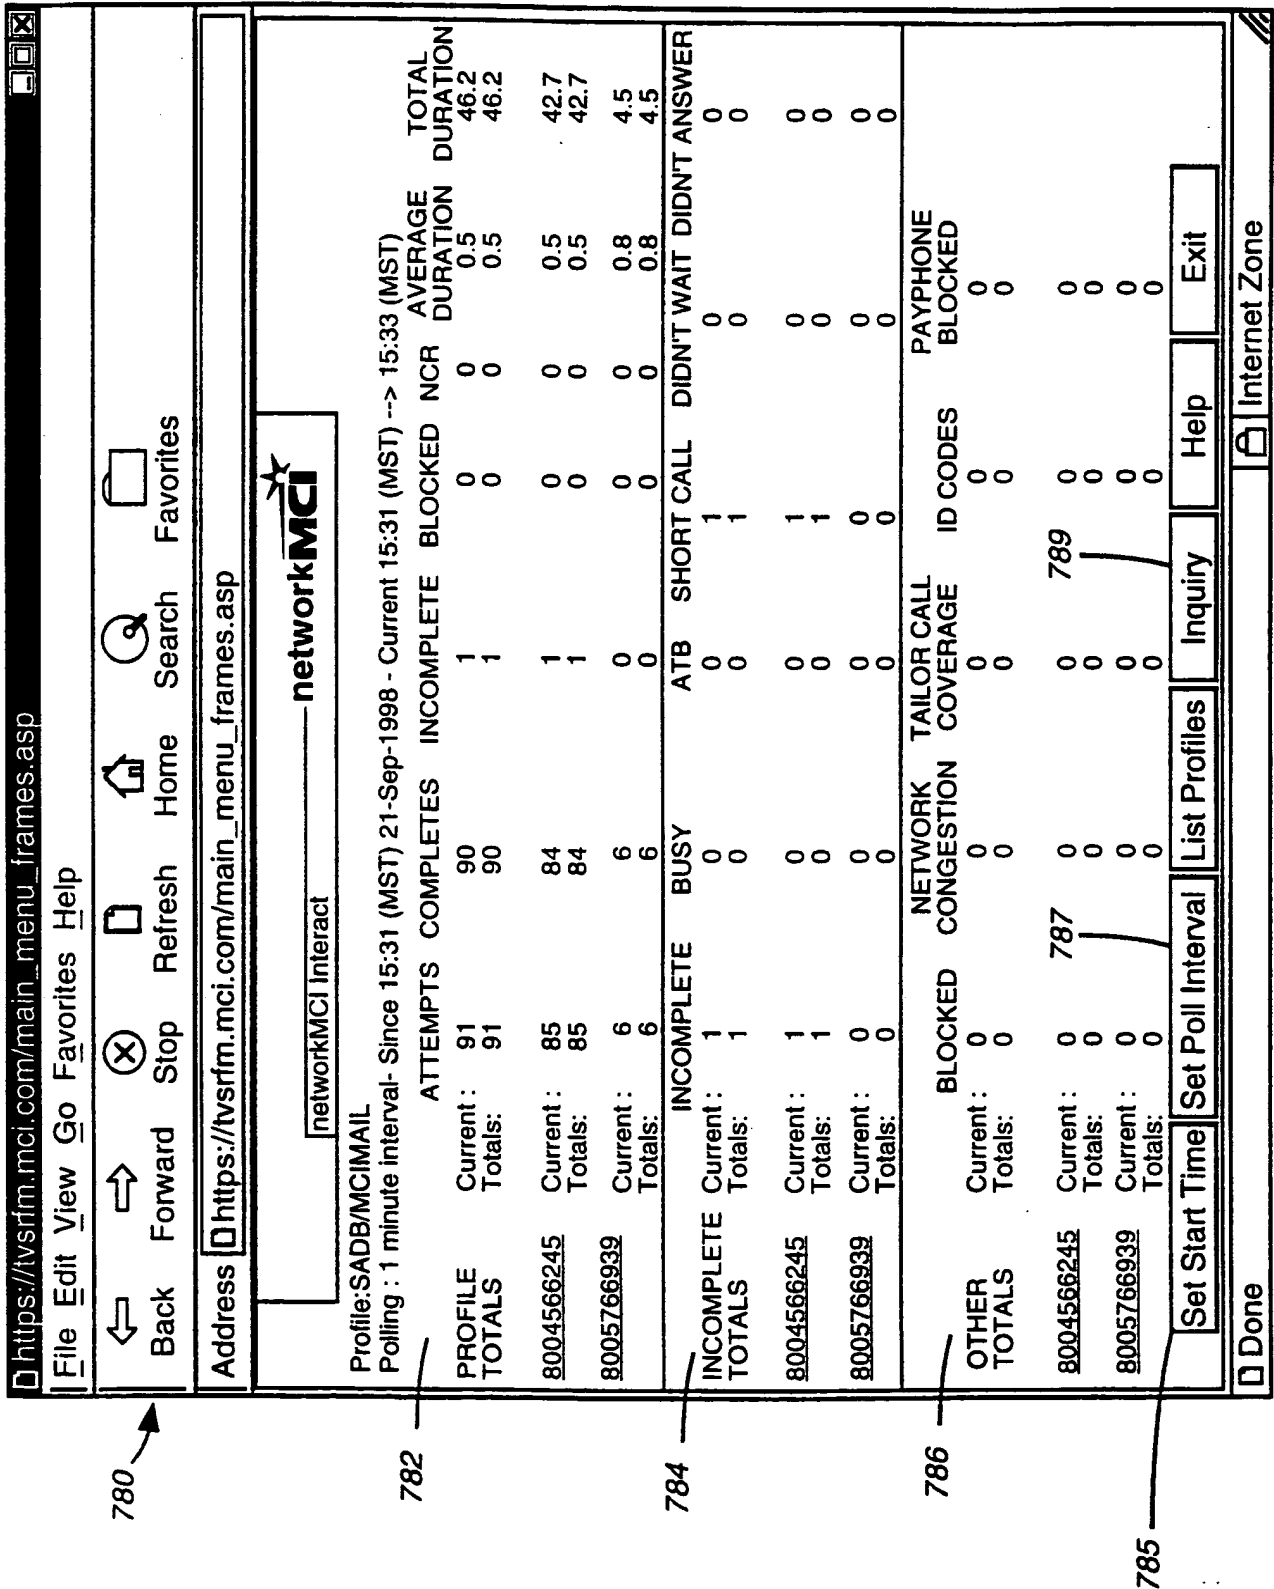 https://tvsrfm.mci.com/main_menu_frames.asp
File Edit View Go Favorites Help
Back Forward Stop Refresh Home Search Favorites
Address https://tvsrfm.mci.com/main_menu_frames.asp
networkMCI Interact
networkMCI
Profile:SADB/MCIMAIL
Polling : 1 minute interval- Since 15:31 (MST) 21-Sep-1998 - Current 15:31 (MST) --> 15:33 (MST)
AVERAGE TOTAL
ATTEMPTS COMPLETES INCOMPLETE BLOCKED NCR DURATION DURATION
PROFILE Current : 91 90 1 0 0 0.5 46.2
TOTALS Totals: 91 90 1 0 0 0.5 46.2
8004566245 Current : 85 84 1 0 0 0.5 42.7
Totals: 85 84 1 0 0 0.5 42.7
8005766939 Current : 6 6 0 0 0 0.8 4.5
Totals: 6 6 0 0 0 0.8 4.5
INCOMPLETE BUSY ATB SHORT CALL DIDN'T WAIT DIDN'T ANSWER
INCOMPLETE Current : 1 0 0 1 0 0
TOTALS Totals: 1 0 0 1 0 0
8004566245 Current : 1 0 0 1 0 0
Totals: 1 0 0 1 0 0
8005766939 Current : 0 0 0 0 0 0
Totals: 0 0 0 0 0 0
NETWORK TAILOR CALL PAYPHONE
BLOCKED CONGESTION COVERAGE ID CODES BLOCKED
OTHER Current : 0 0 0 0 0
TOTALS Totals: 0 0 0 0 0
8004566245 Current : 0 0 0 0 0
Totals: 0 0 0 0 0
8005766939 Current : 0 0 0 0 0
Totals: 0 0 0 0 0
Set Start Time Set Poll Interval List Profiles Inquiry Help Exit
Done Internet Zone
780
782
784
786
785
787
789